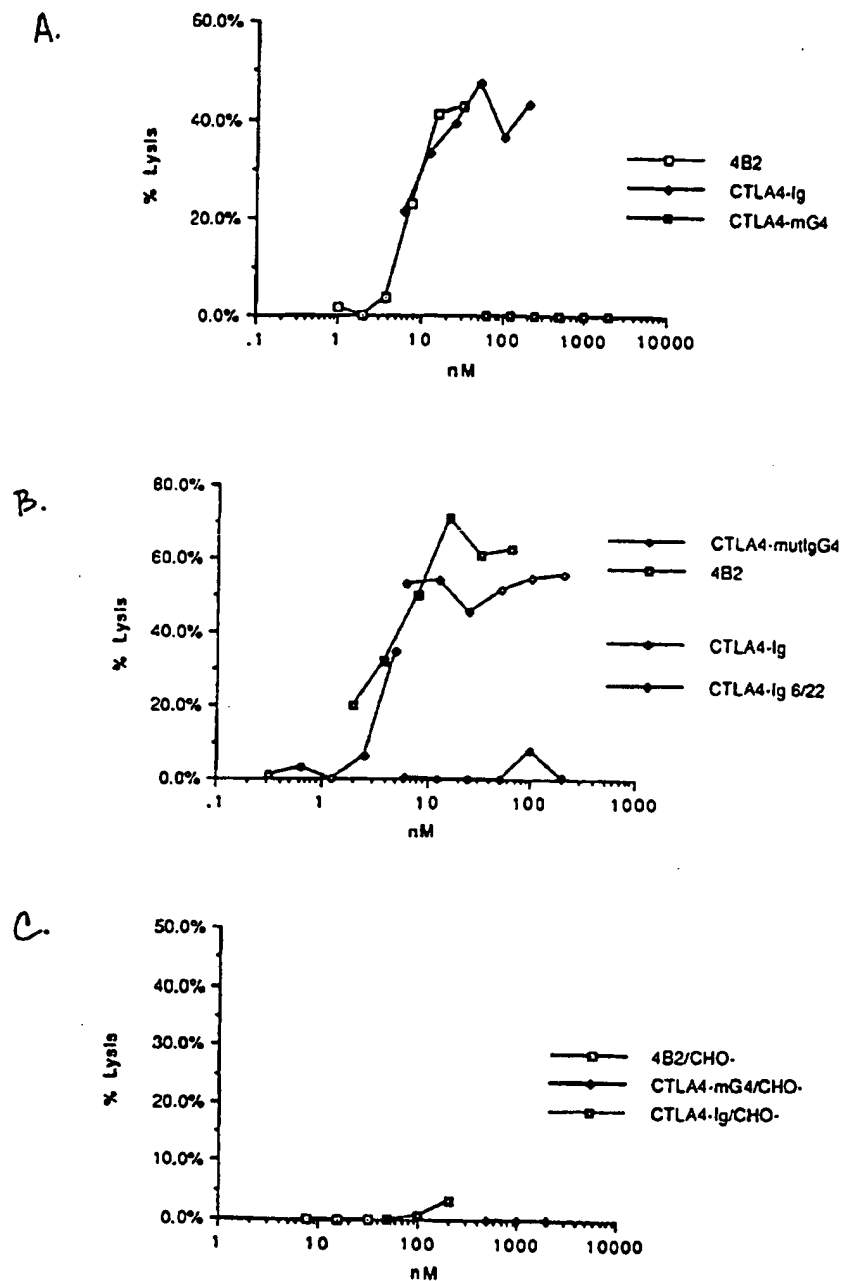 A.
60.0%
40.0%
20.0%
0.0%
% Lysis
.1
1
10
100
1000
10000
nM
4B2
CTLA4-Ig
CTLA4-mG4
B.
80.0%
60.0%
40.0%
20.0%
0.0%
% Lysis
.1
1
10
100
1000
nM
CTLA4-mutIgG4
4B2
CTLA4-Ig
CTLA4-Ig 6/22
C.
50.0%
40.0%
30.0%
20.0%
10.0%
0.0%
% Lysis
1
10
100
1000
10000
nM
4B2/CHO-
CTLA4-mG4/CHO-
CTLA4-Ig/CHO-